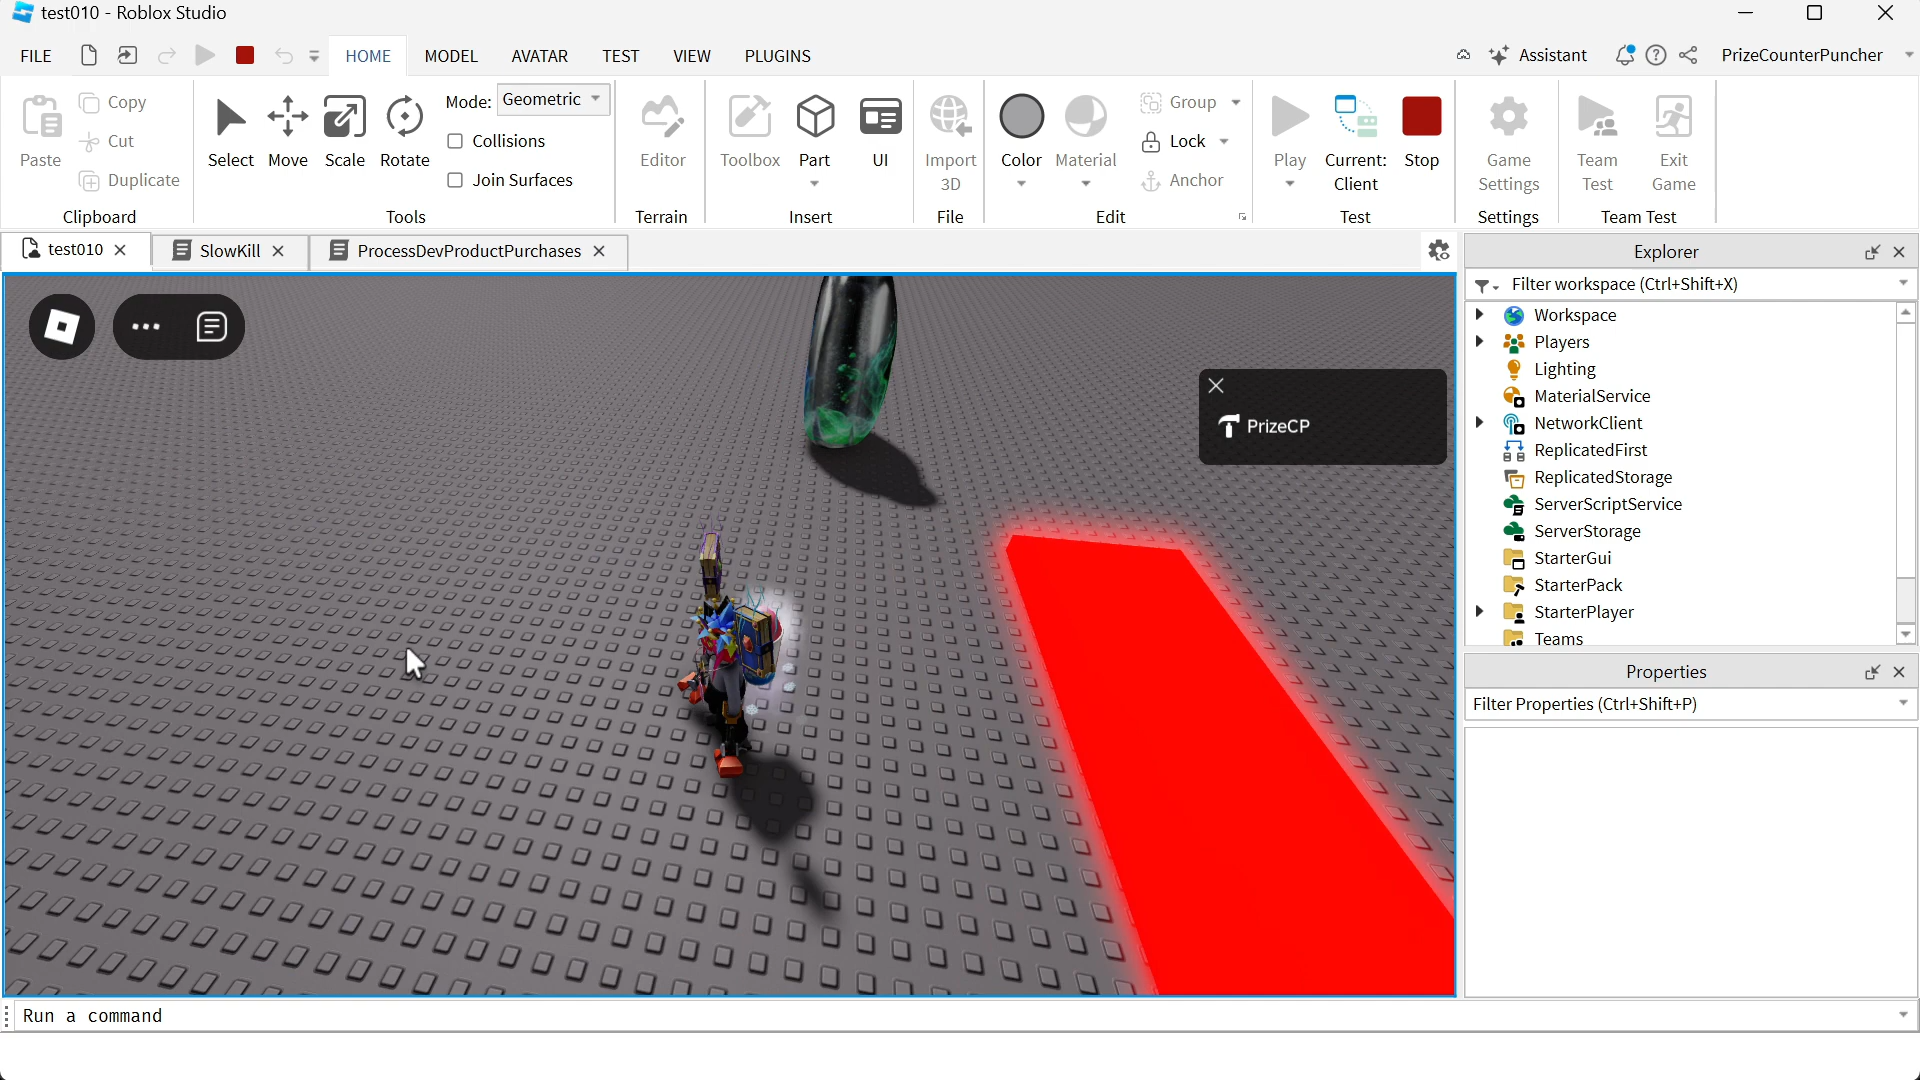 test010 - Roblox Studio
FILE HOME MODEL AVATAR TEST VIEW PLUGINS Assistant PrizeCounterPuncher
Paste Copy Cut Duplicate
Clipboard
Select Move Scale Rotate Mode: Geometric
Collisions
Join Surfaces
Tools
Editor
Terrain
Toolbox Part UI
Insert
Import 3D
File
Color Material Group Lock Anchor
Edit
Play Current: Client Stop
Test
Game Settings
Settings
Team Test Exit Game
Team Test
test010 SlowKill ProcessDevProductPurchases
PrizeCP
Explorer
Filter workspace (Ctrl+Shift+X)
Workspace
Players
Lighting
MaterialService
NetworkClient
ReplicatedFirst
ReplicatedStorage
ServerScriptService
ServerStorage
StarterGui
StarterPack
StarterPlayer
Teams
Properties
Filter Properties (Ctrl+Shift+P)
Run a command